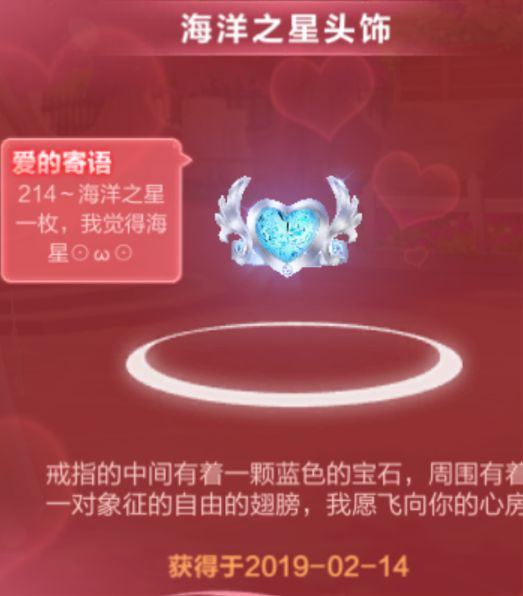 海洋之星头饰
爱的寄语
214~海洋之星
一枚，我觉得海
星⊙ω⊙
戒指的中间有着一颗蓝色的宝石，周围有着
一对象征的自由的翅膀，我愿飞向你的心房
获得于2019-02-14